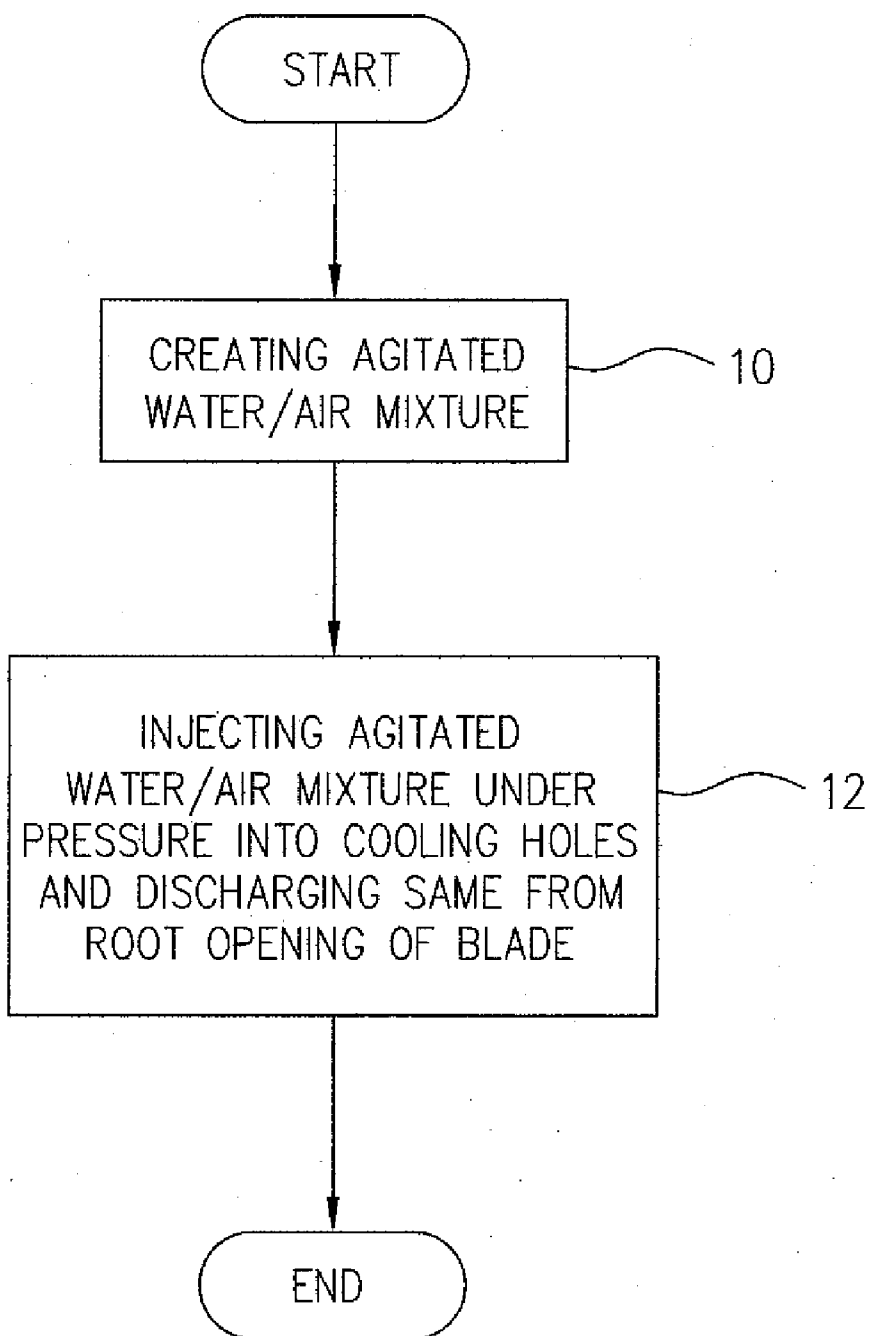 START
CREATING AGITATED
WATER/AIR MIXTURE
10
INJECTING AGITATED
WATER/AIR MIXTURE UNDER
PRESSURE INTO COOLING HOLES
AND DISCHARGING SAME FROM
ROOT OPENING OF BLADE
12
END